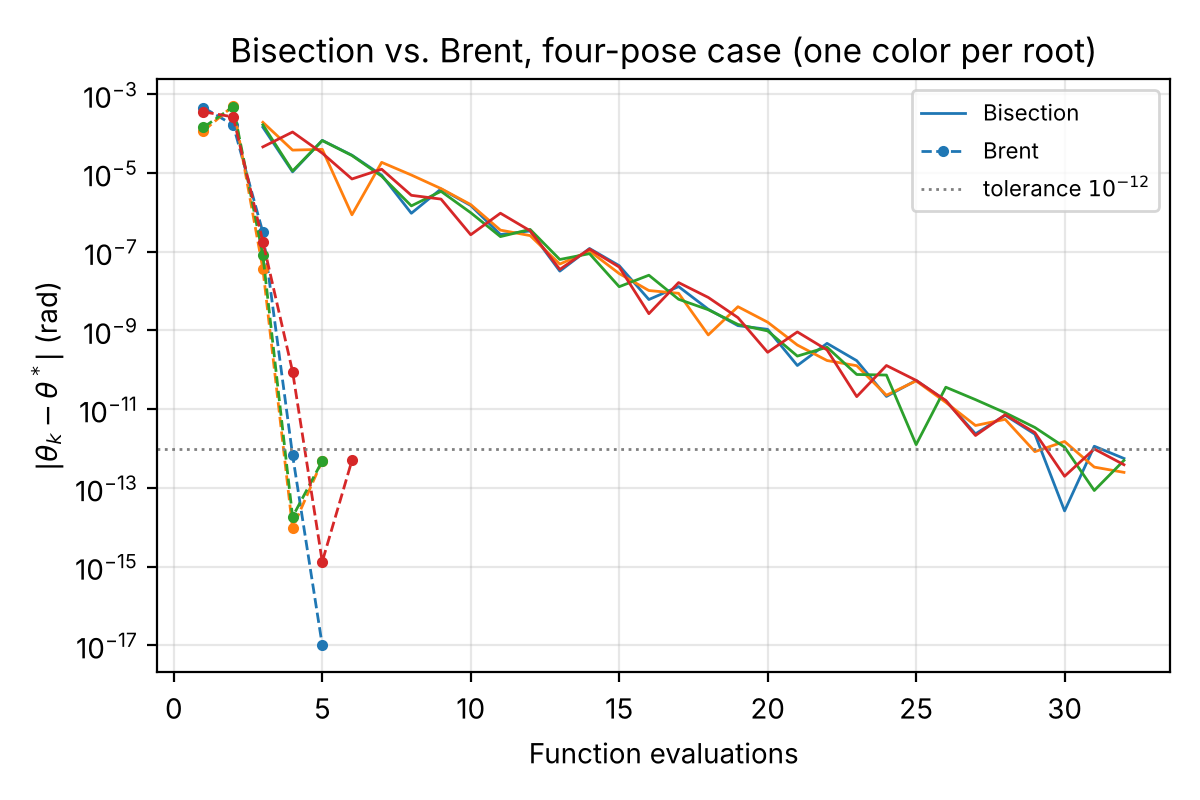 Bisection vs. Brent, four-pose case (one color per root)
Bisection
Brent
tolerance 10⁻¹²
10⁻³
10⁻⁵
10⁻⁷
10⁻⁹
10⁻¹¹
10⁻¹³
10⁻¹⁵
10⁻¹⁷
|θₖ − θ*| (rad)
0 5 10 15 20 25 30
Function evaluations